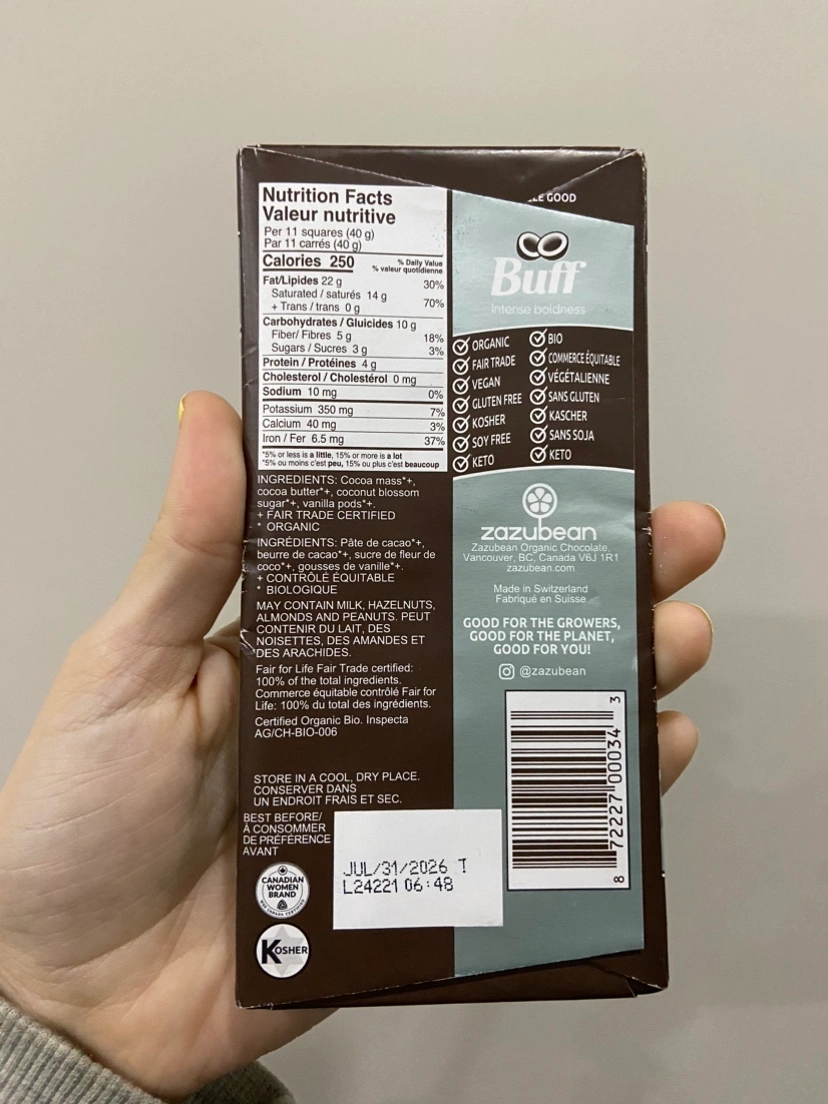 Nutrition Facts
Valeur nutritive
Per 11 squares (40 g)
Par 11 carrés (40 g)
Calories 250
% Daily Value
% valeur quotidienne
Fat/Lipides 22 g 30%
Saturated / saturés 14 g
+ Trans / trans 0 g 70%
Carbohydrates / Glucides 10 g
Fiber/ Fibres 5 g 18%
Sugars / Sucres 3 g 3%
Protein / Protéines 4 g
Cholesterol / Cholestérol 0 mg
Sodium 10 mg 0%
Potassium 350 mg 7%
Calcium 40 mg 3%
Iron / Fer 6.5 mg 37%
*5% or less is a little, 15% or more is a lot
*5% ou moins c'est peu, 15% ou plus c'est beaucoup
INGREDIENTS: Cocoa mass*+,
cocoa butter*+, coconut blossom
sugar*+, vanilla pods*+.
+ FAIR TRADE CERTIFIED
* ORGANIC
INGRÉDIENTS: Pâte de cacao*+,
beurre de cacao*+, sucre de fleur de
coco*+, gousses de vanille*+.
+ CONTRÔLÉ ÉQUITABLE
* BIOLOGIQUE
MAY CONTAIN MILK, HAZELNUTS,
ALMONDS AND PEANUTS. PEUT
CONTENIR DU LAIT, DES
NOISETTES, DES AMANDES ET
DES ARACHIDES.
Fair for Life Fair Trade certified:
100% of the total ingredients.
Commerce équitable contrôlé Fair for
Life: 100% du total des ingrédients.
Certified Organic Bio. Inspecta
AG/CH-BIO-006
STORE IN A COOL, DRY PLACE.
CONSERVER DANS
UN ENDROIT FRAIS ET SEC.
BEST BEFORE/
À CONSOMMER
DE PRÉFÉRENCE
AVANT
JUL/31/2026 T
L24221 06:48
CANADIAN
WOMEN
BRAND
KOSHER
GOOD
Buff
Intense boldness
ORGANIC
FAIR TRADE
VEGAN
GLUTEN FREE
KOSHER
SOY FREE
KETO
BIO
COMMERCE ÉQUITABLE
VÉGÉTALIENNE
SANS GLUTEN
KASCHER
SANS SOJA
KETO
zazubean
Zazubean Organic Chocolate,
Vancouver, BC, Canada V6J 1R1
zazubean.com
Made in Switzerland
Fabriqué en Suisse
GOOD FOR THE GROWERS,
GOOD FOR THE PLANET,
GOOD FOR YOU!
@zazubean
8 72227 00034 3